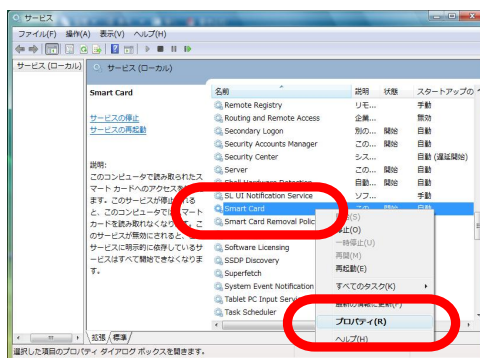 サービス
ファイル(F) 操作(A) 表示(V) ヘルプ(H)
サービス (ローカル)
サービス (ローカル)
Smart Card
サービスの停止
サービスの再起動
説明:
このコンピュータで読み取られたス
マート カードへのアクセスを
ます。このサービスが停止される
と、このコンピュータでは マート
カードを読み取れなくな
のサービスが無効にされると
サービスに明示的に依存しているサ
ービスはすべて開始できなくなりま
す。
名前 説明 状態 スタートアップの
Remote Registry リモ... 手動
Routing and Remote Access 企業... 無効
Secondary Logon 別の... 開始 自動
Security Accounts Manager この... 開始 自動
Security Center シス... 自動 (遅延開始)
Server この... 開始 自動
Shell Hardware Detection 自動... 開始 自動
SL UI Notification Service ソフ... 手動
Smart Card この 開始 自動
Smart Card Removal Polic
Software Licensing
SSDP Discovery
Superfetch
System Event Notification
Tablet PC Input Servic
Task Scheduler
(S)
停止(O)
一時停止(U)
再開(M)
再起動(E)
すべてのタスク(K)
最新の情報に更新(F)
プロパティ(R)
ヘルプ(H)
拡張 標準
選択した項目のプロパティ ダイアログ ボックスを開きます。